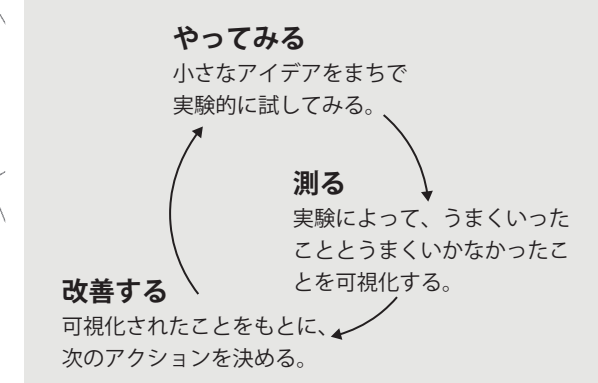 やってみる
小さなアイデアをまちで
実験的に試してみる。
測る
実験によって、うまくいった
こととうまくいかなかったこ
とを可視化する。
改善する
可視化されたことをもとに、
次のアクションを決める。